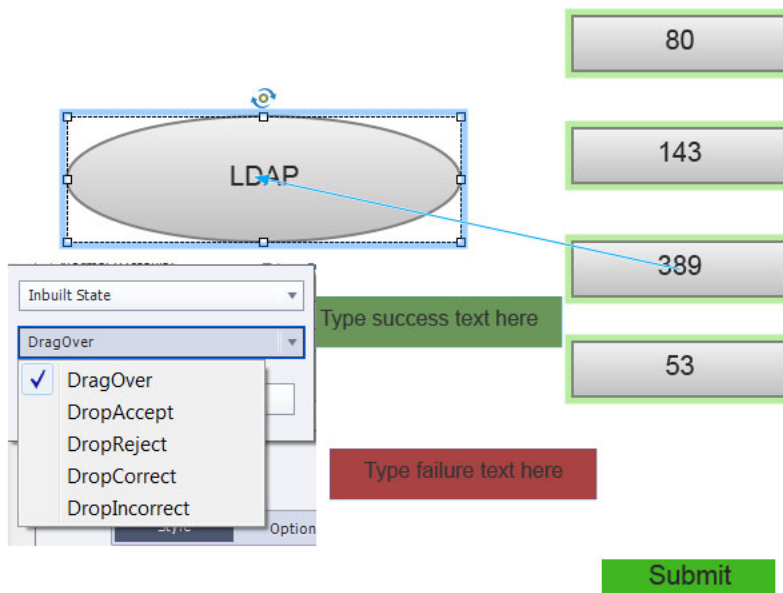 80
LDAP
143
389
Inbuilt State
Type success text here
DragOver
53
DragOver
DropAccept
DropReject
DropCorrect
DropIncorrect
Type failure text here
Style
Option
Submit